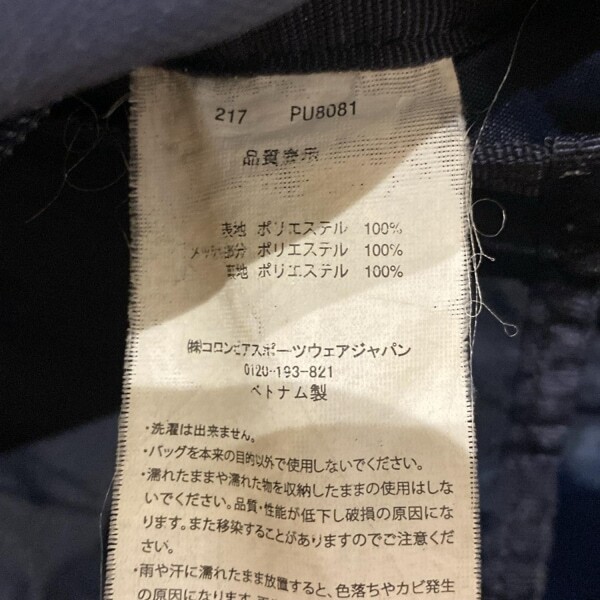 217 PU8081
品質表示
表地 ポリエステル 100%
メッシュ部分 ポリエステル 100%
裏地 ポリエステル 100%
㈱コロンビアスポーツウェアジャパン
0120-193-821
ベトナム製
・洗濯は出来ません。
・バッグを本来の目的以外で使用しないでください。
・濡れたままや濡れた物を収納したままの使用はしな
いでください。品質・性能が低下し破損の原因にな
ります。また移染することがありますのでご注意くだ
さい。
・雨や汗に濡れたまま放置すると、色落ちやカビ発生
の原因になります。